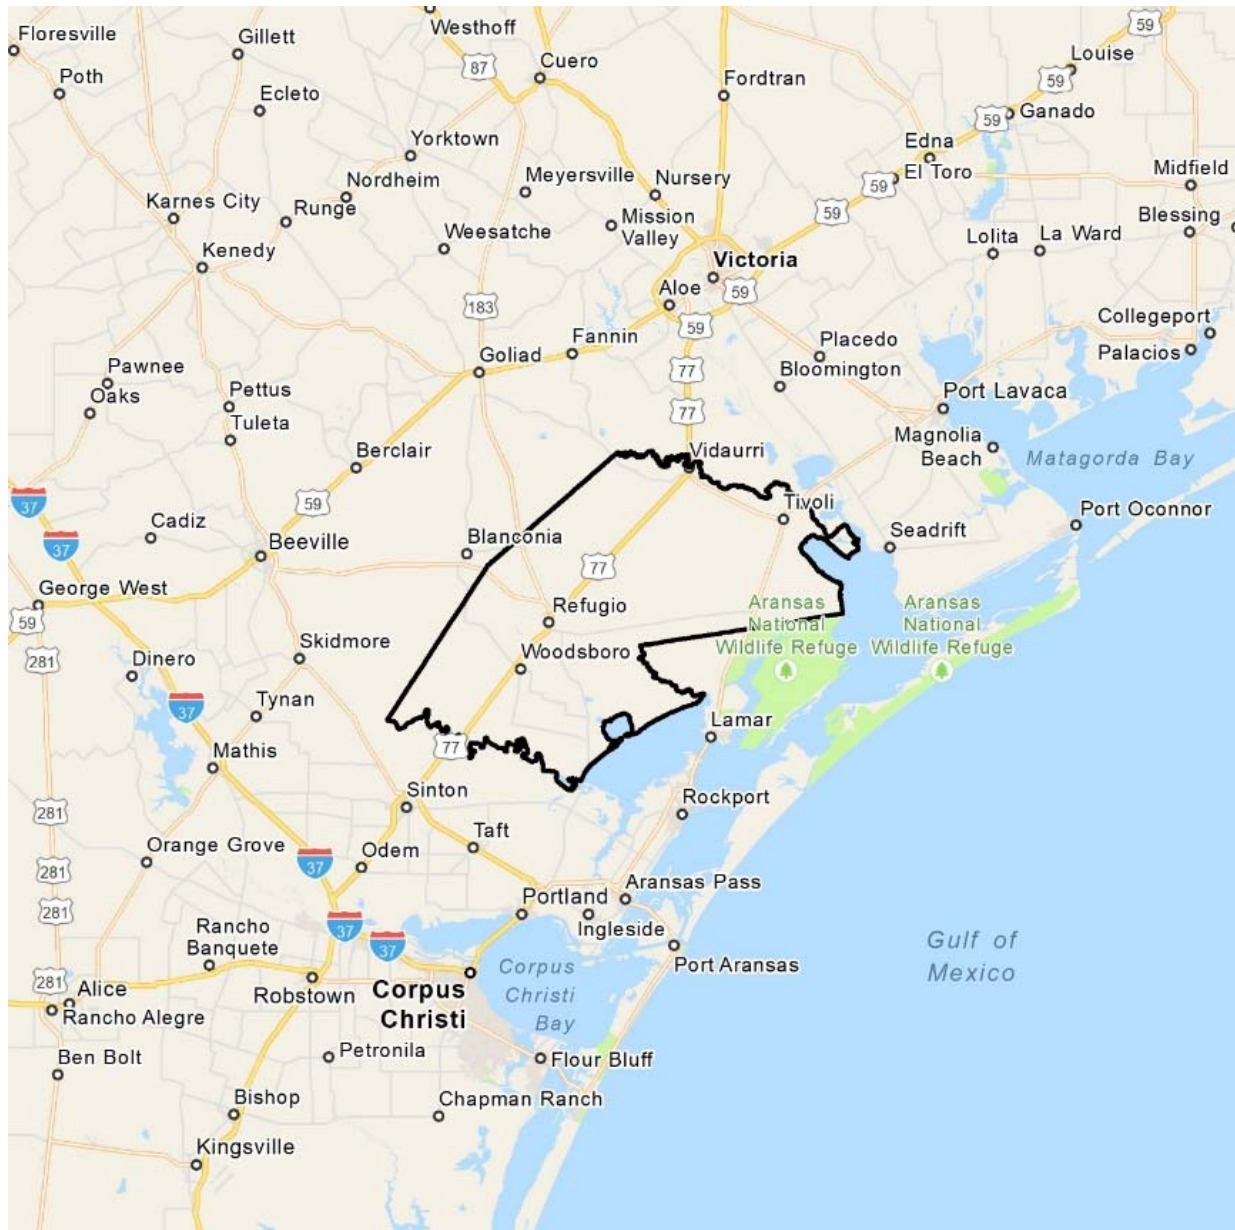 Westhoff
59
Floresville
Gillett
Louise
87
Cuero
Fordtran
59
Poth
Ecleto
59
Ganado
Yorktown
Edna
Meyersville
Nursery
59
El Toro
Midfield
Nordheim
Karnes City
Runge
Mission
Valley
59
Blessing
Weesatche
Lolita
La Ward
Kenedy
Victoria
Aloe
59
183
Collegeport
59
Fannin
Placedo
Palacios
Goliad
Pawnee
77
Bloomington
Oaks
Pettus
Port Lavaca
Tuleta
77
Magnolia
Beach
Berclair
Vidaurri
Matagorda Bay
37
59
Tivoli
Port Oconnor
Cadiz
Seadrift
37
Beeville
Blanconia
77
George West
Refugio
Aransas
National
Wildlife Refuge
Aransas
National
Wildlife Refuge
59
Skidmore
Woodsboro
281
Dinero
Tynan
37
Lamar
Mathis
77
Sinton
Rockport
281
Taft
Orange Grove
Odem
37
281
Aransas Pass
Portland
281
Ingleside
Rancho
Banquete
37
37
Gulf of
Mexico
Port Aransas
Corpus
Christi
Bay
281
Alice
Robstown
Corpus
Christi
Rancho Alegre
Petronila
Ben Bolt
Flour Bluff
Bishop
Chapman Ranch
Kingsville